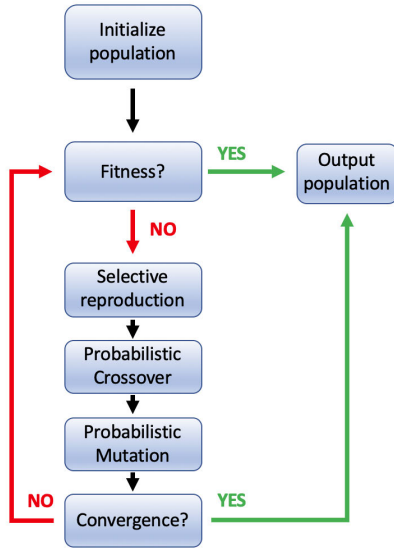 Initialize
population
Fitness?
YES
Output
population
NO
Selective
reproduction
Probabilistic
Crossover
Probabilistic
Mutation
NO
Convergence?
YES